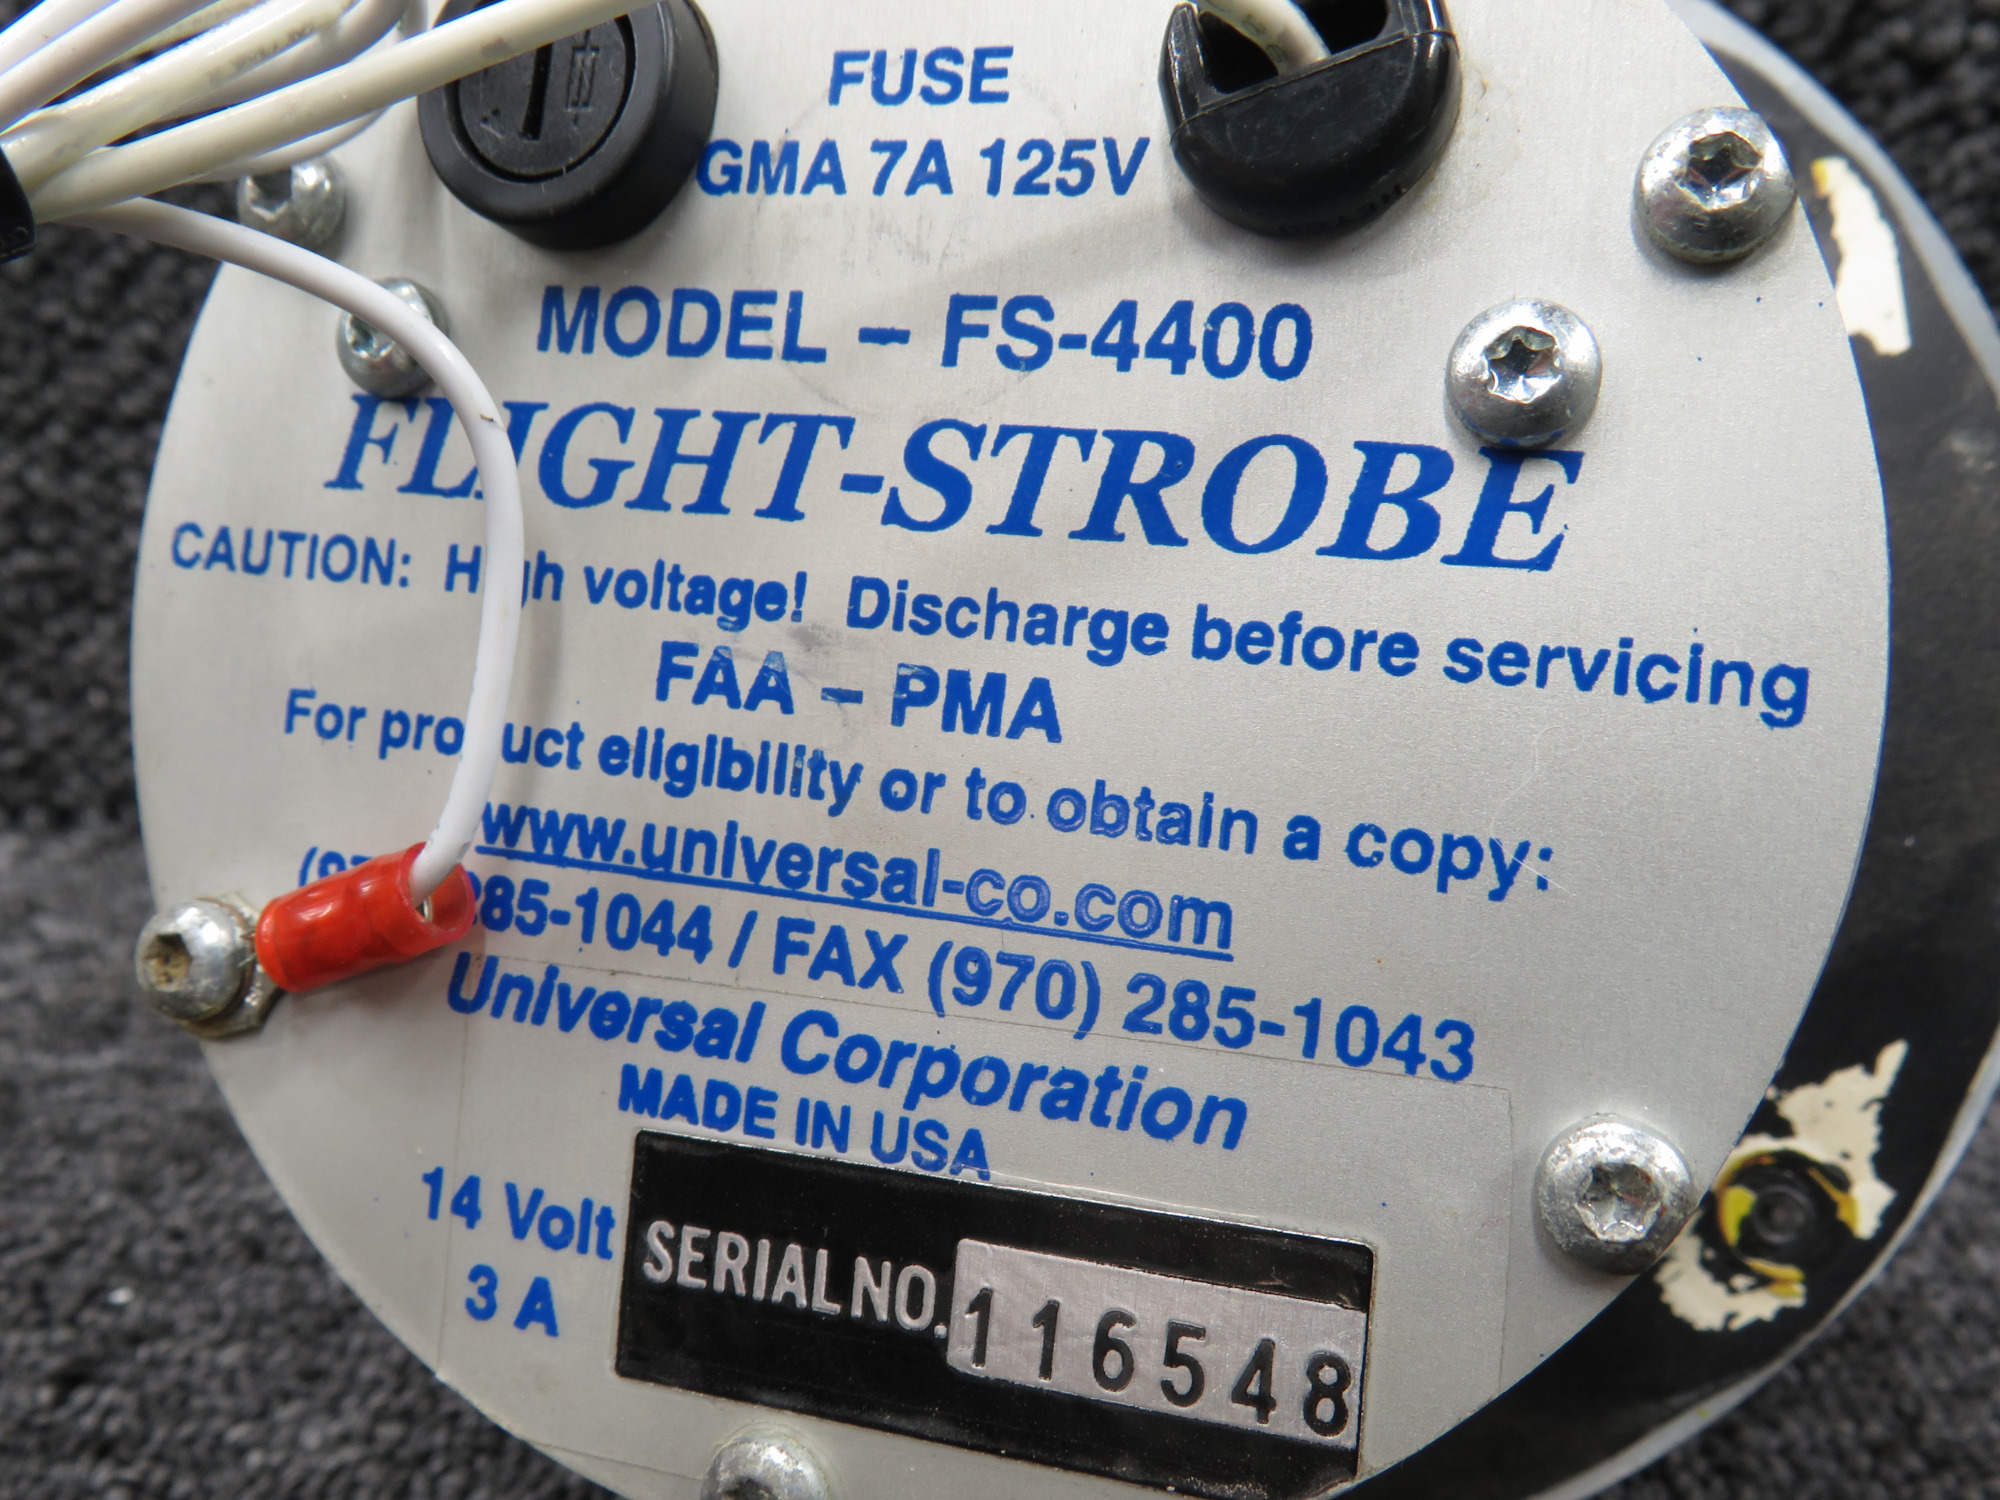 FUSE
GMA 7A 125V
MODEL – FS-4400
FLIGHT-STROBE
CAUTION: High voltage! Discharge before servicing
FAA – PMA
For product eligibility or to obtain a copy:
www.universal-co.com
285-1044 / FAX (970) 285-1043
Universal Corporation
MADE IN USA
14 Volt
3 A
SERIAL NO. 116548